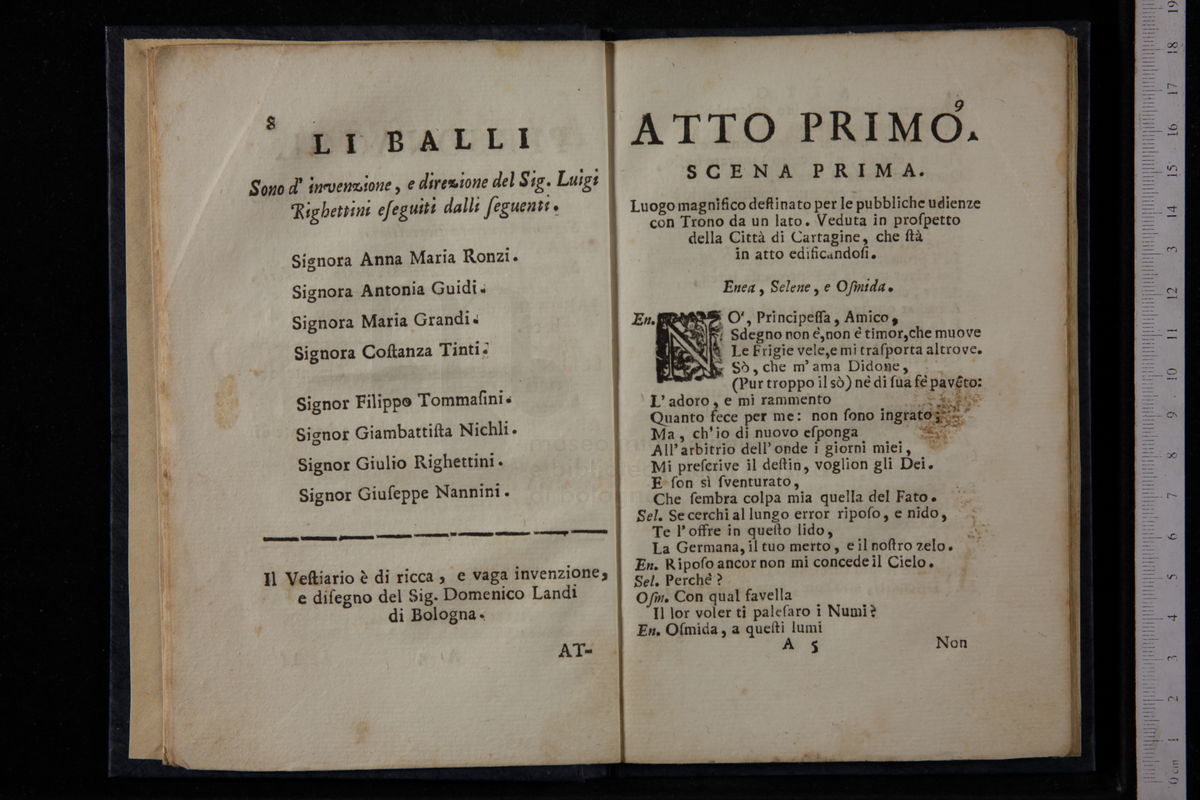 8
LI BALLI
Sono d' invenzione, e direzione del Sig. Luigi
Righettini eſeguiti dalli ſeguenti.
Signora Anna Maria Ronzi.
Signora Antonia Guidi.
Signora Maria Grandi.
Signora Coſtanza Tinti.
Signor Filippo Tommaſini.
Signor Giambattiſta Nichli.
Signor Giulio Righettini.
Signor Giuſeppe Nannini.
Il Veſtiario è di ricca, e vaga invenzione,
e diſegno del Sig. Domenico Landi
di Bologna.
AT-
9
ATTO PRIMO.
SCENA PRIMA.
Luogo magnifico deſtinato per le pubbliche udienze
con Trono da un lato. Veduta in proſpetto
della Città di Cartagine, che ſtà
in atto edificandoſi.
Enea, Selene, e Oſmida.
En. NO', Principeſſa, Amico,
Sdegno non è, non è timor, che muove
Le Frigie vele, e mi traſporta altrove.
Sò, che m' ama Didone,
(Pur troppo il sò) nè di ſua fè pavẽto:
L' adoro, e mi rammento
Quanto fece per me: non ſono ingrato;
Ma, ch' io di nuovo eſponga
All' arbitrio dell' onde i giorni miei,
Mi preſcrive il deſtin, voglion gli Dei.
E ſon sì ſventurato,
Che ſembra colpa mia quella del Fato.
Sel. Se cerchi al lungo error ripoſo, e nido,
Te l' offre in queſto lido,
La Germana, il tuo merto, e il noſtro zelo.
En. Ripoſo ancor non mi concede il Cielo.
Sel. Perchè?
Oſm. Con qual favella
Il lor voler ti paleſaro i Numi?
En. Oſmida, a queſti lumi
A 5 Non